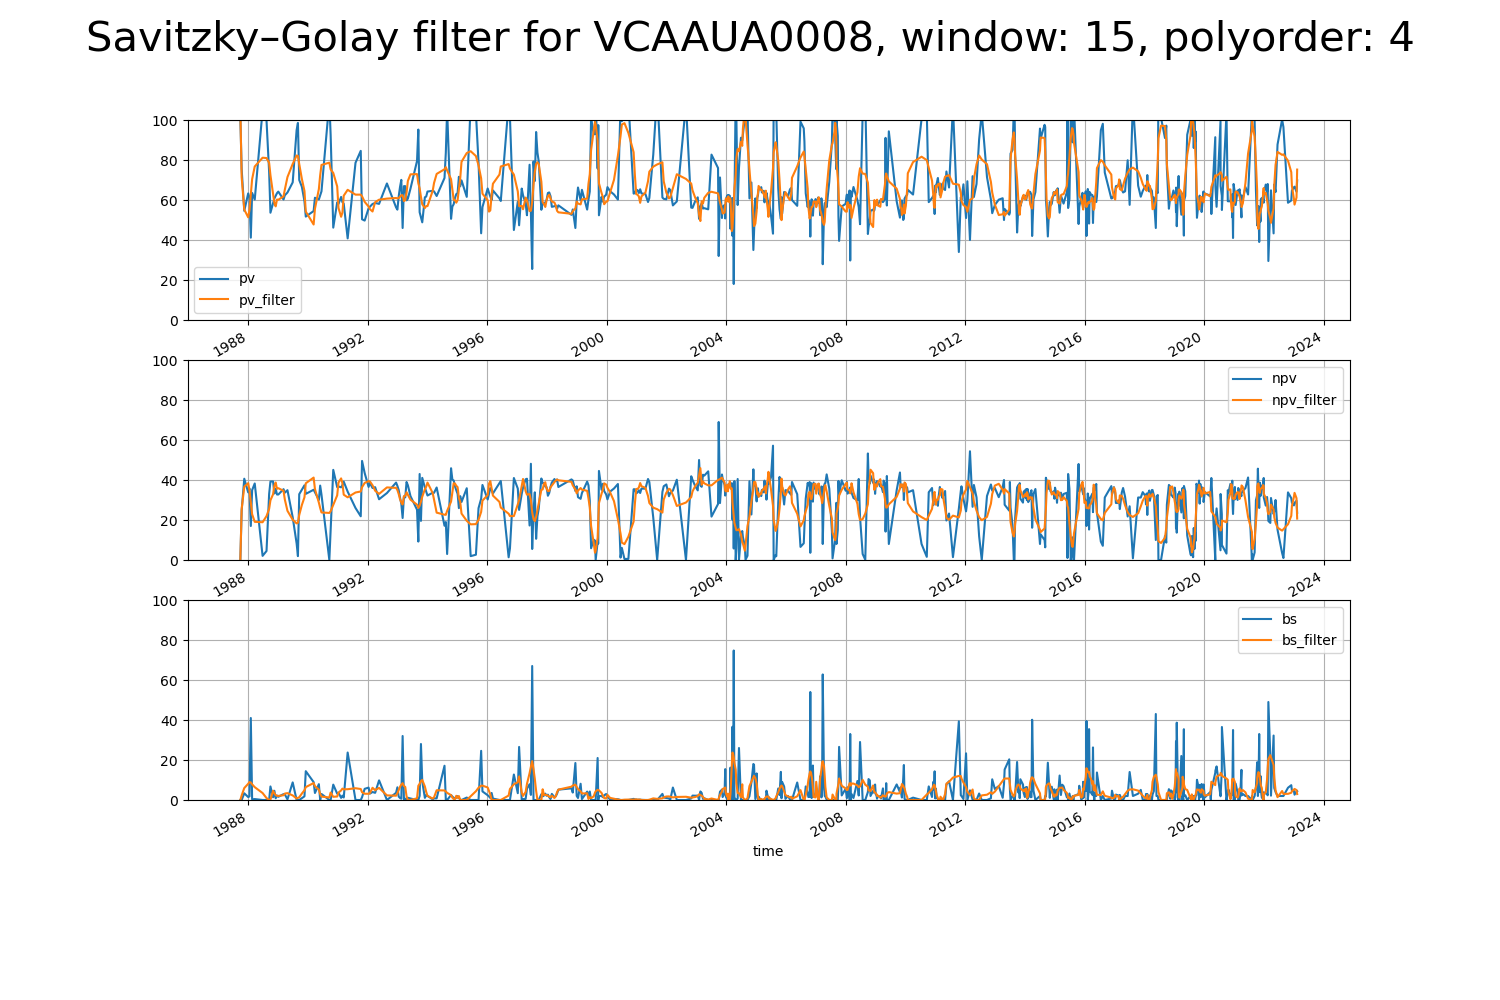 Savitzky–Golay filter for VCAAUA0008, window: 15, polyorder: 4
100
80
60
40
20
0
pv
pv_filter
1988 1992 1996 2000 2004 2008 2012 2016 2020 2024
100
80
60
40
20
0
npv
npv_filter
1988 1992 1996 2000 2004 2008 2012 2016 2020 2024
100
80
60
40
20
0
bs
bs_filter
1988 1992 1996 2000 2004 2008 2012 2016 2020 2024
time